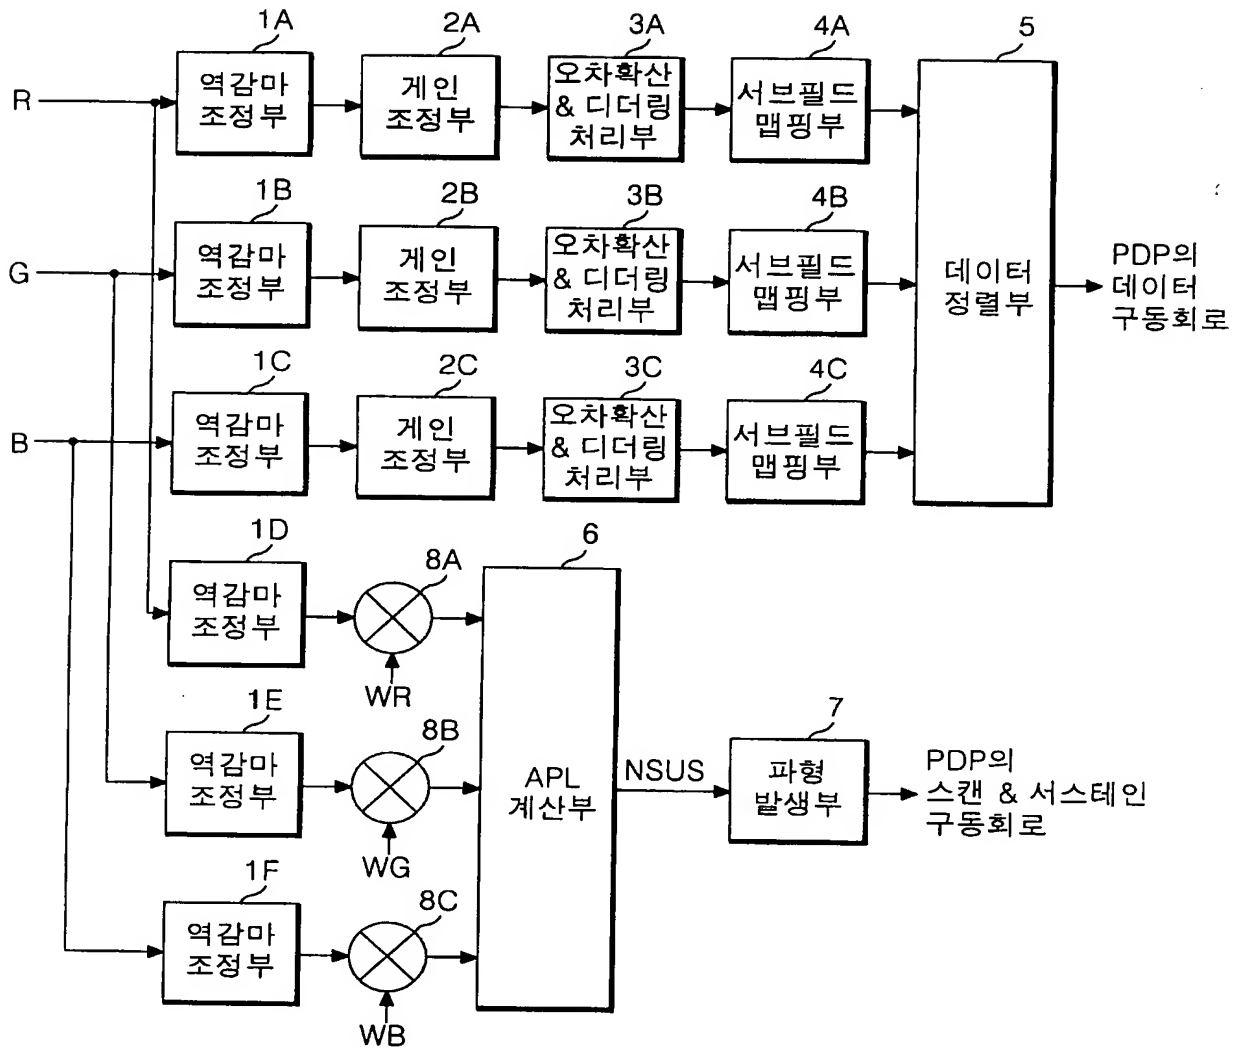 1A
2A
3A
4A
5
R
역감마
조정부
게인
조정부
오차확산
& 디더링
처리부
서브필드
맵핑부
1B
2B
3B
4B
G
역감마
조정부
게인
조정부
오차확산
& 디더링
처리부
서브필드
맵핑부
데이터
정렬부
PDP의
데이터
구동회로
1C
2C
3C
4C
B
역감마
조정부
게인
조정부
오차확산
& 디더링
처리부
서브필드
맵핑부
1D
8A
6
역감마
조정부
WR
1E
8B
7
역감마
조정부
WG
APL
계산부
NSUS
파형
발생부
PDP의
스캔 & 서스테인
구동회로
1F
8C
역감마
조정부
WB